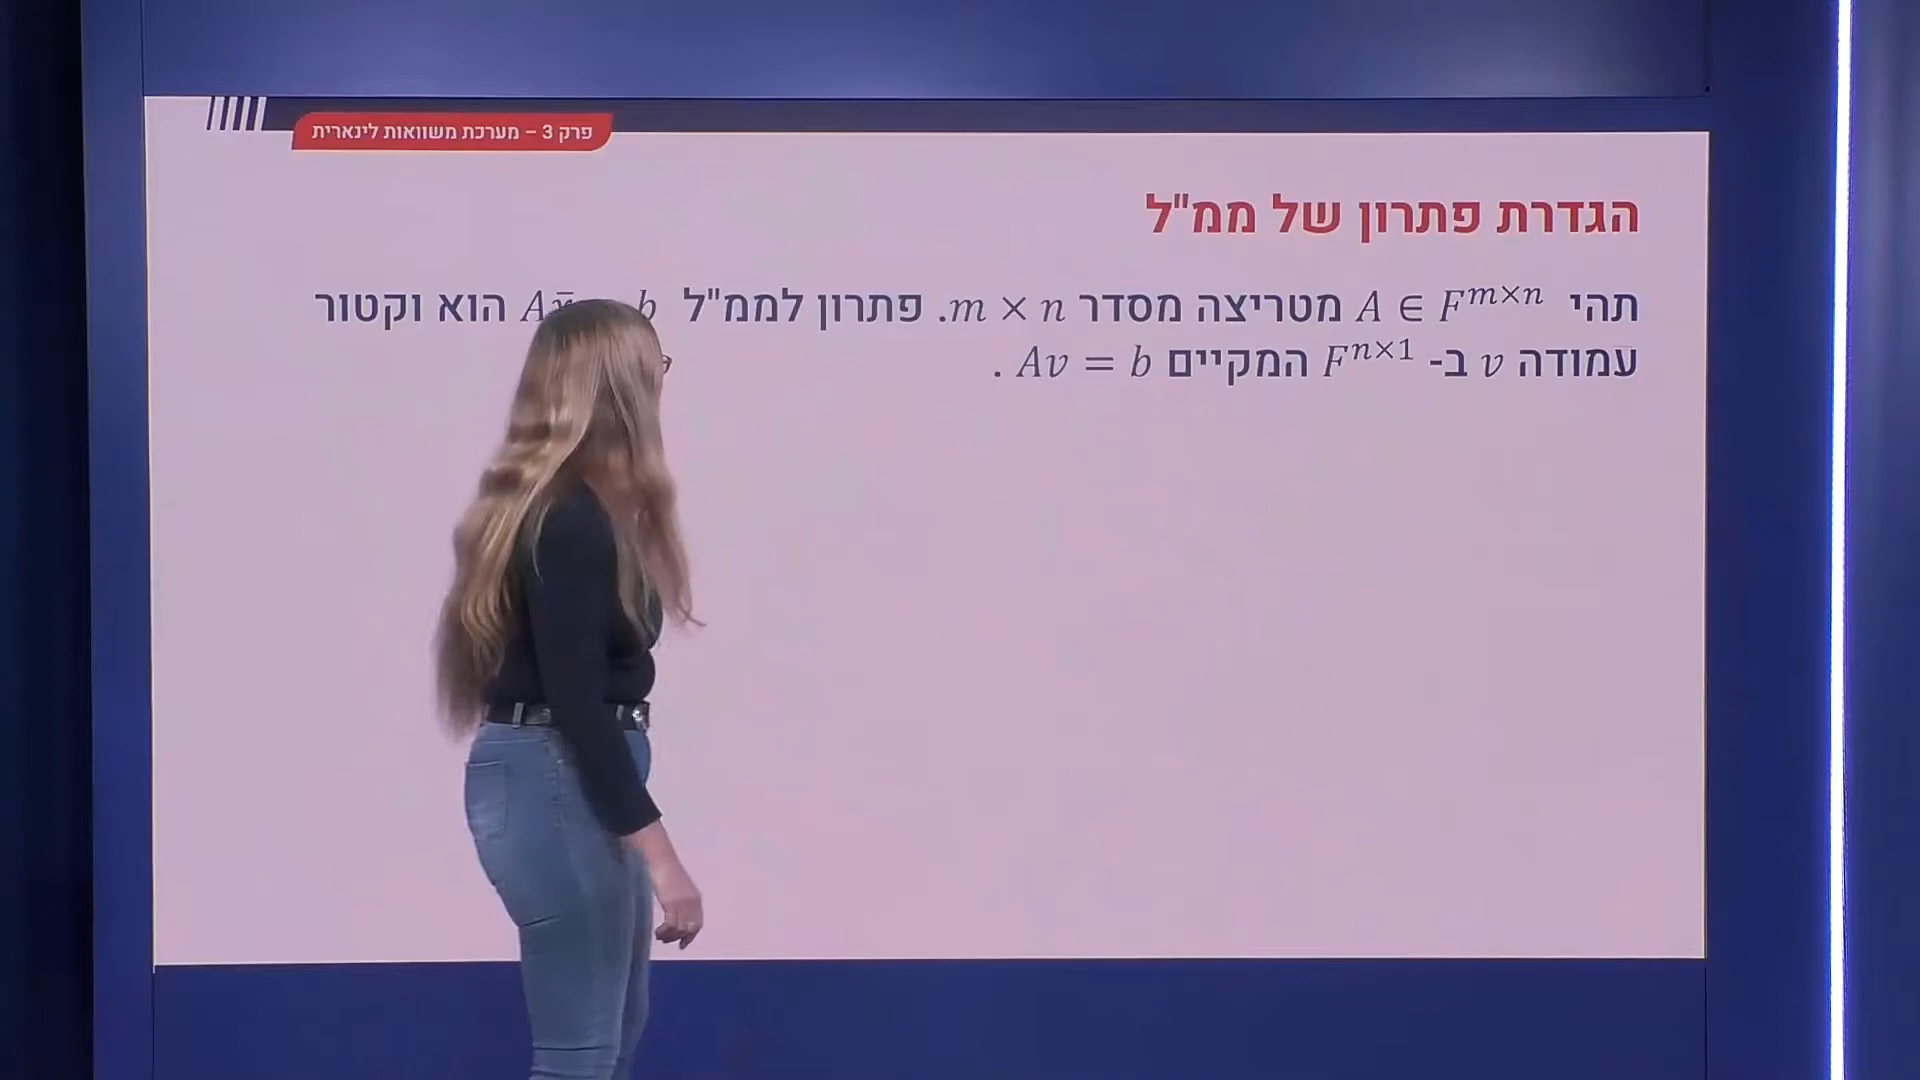 פרק 3 – מערכת משוואות לינארית
הגדרת פתרון של ממ"ל
תהי A ∈ F^{m×n} מטריצה מסדר m × n. פתרון לממ"ל A b הוא וקטור
עמודה v ב- F^{n×1} המקיים Av = b .